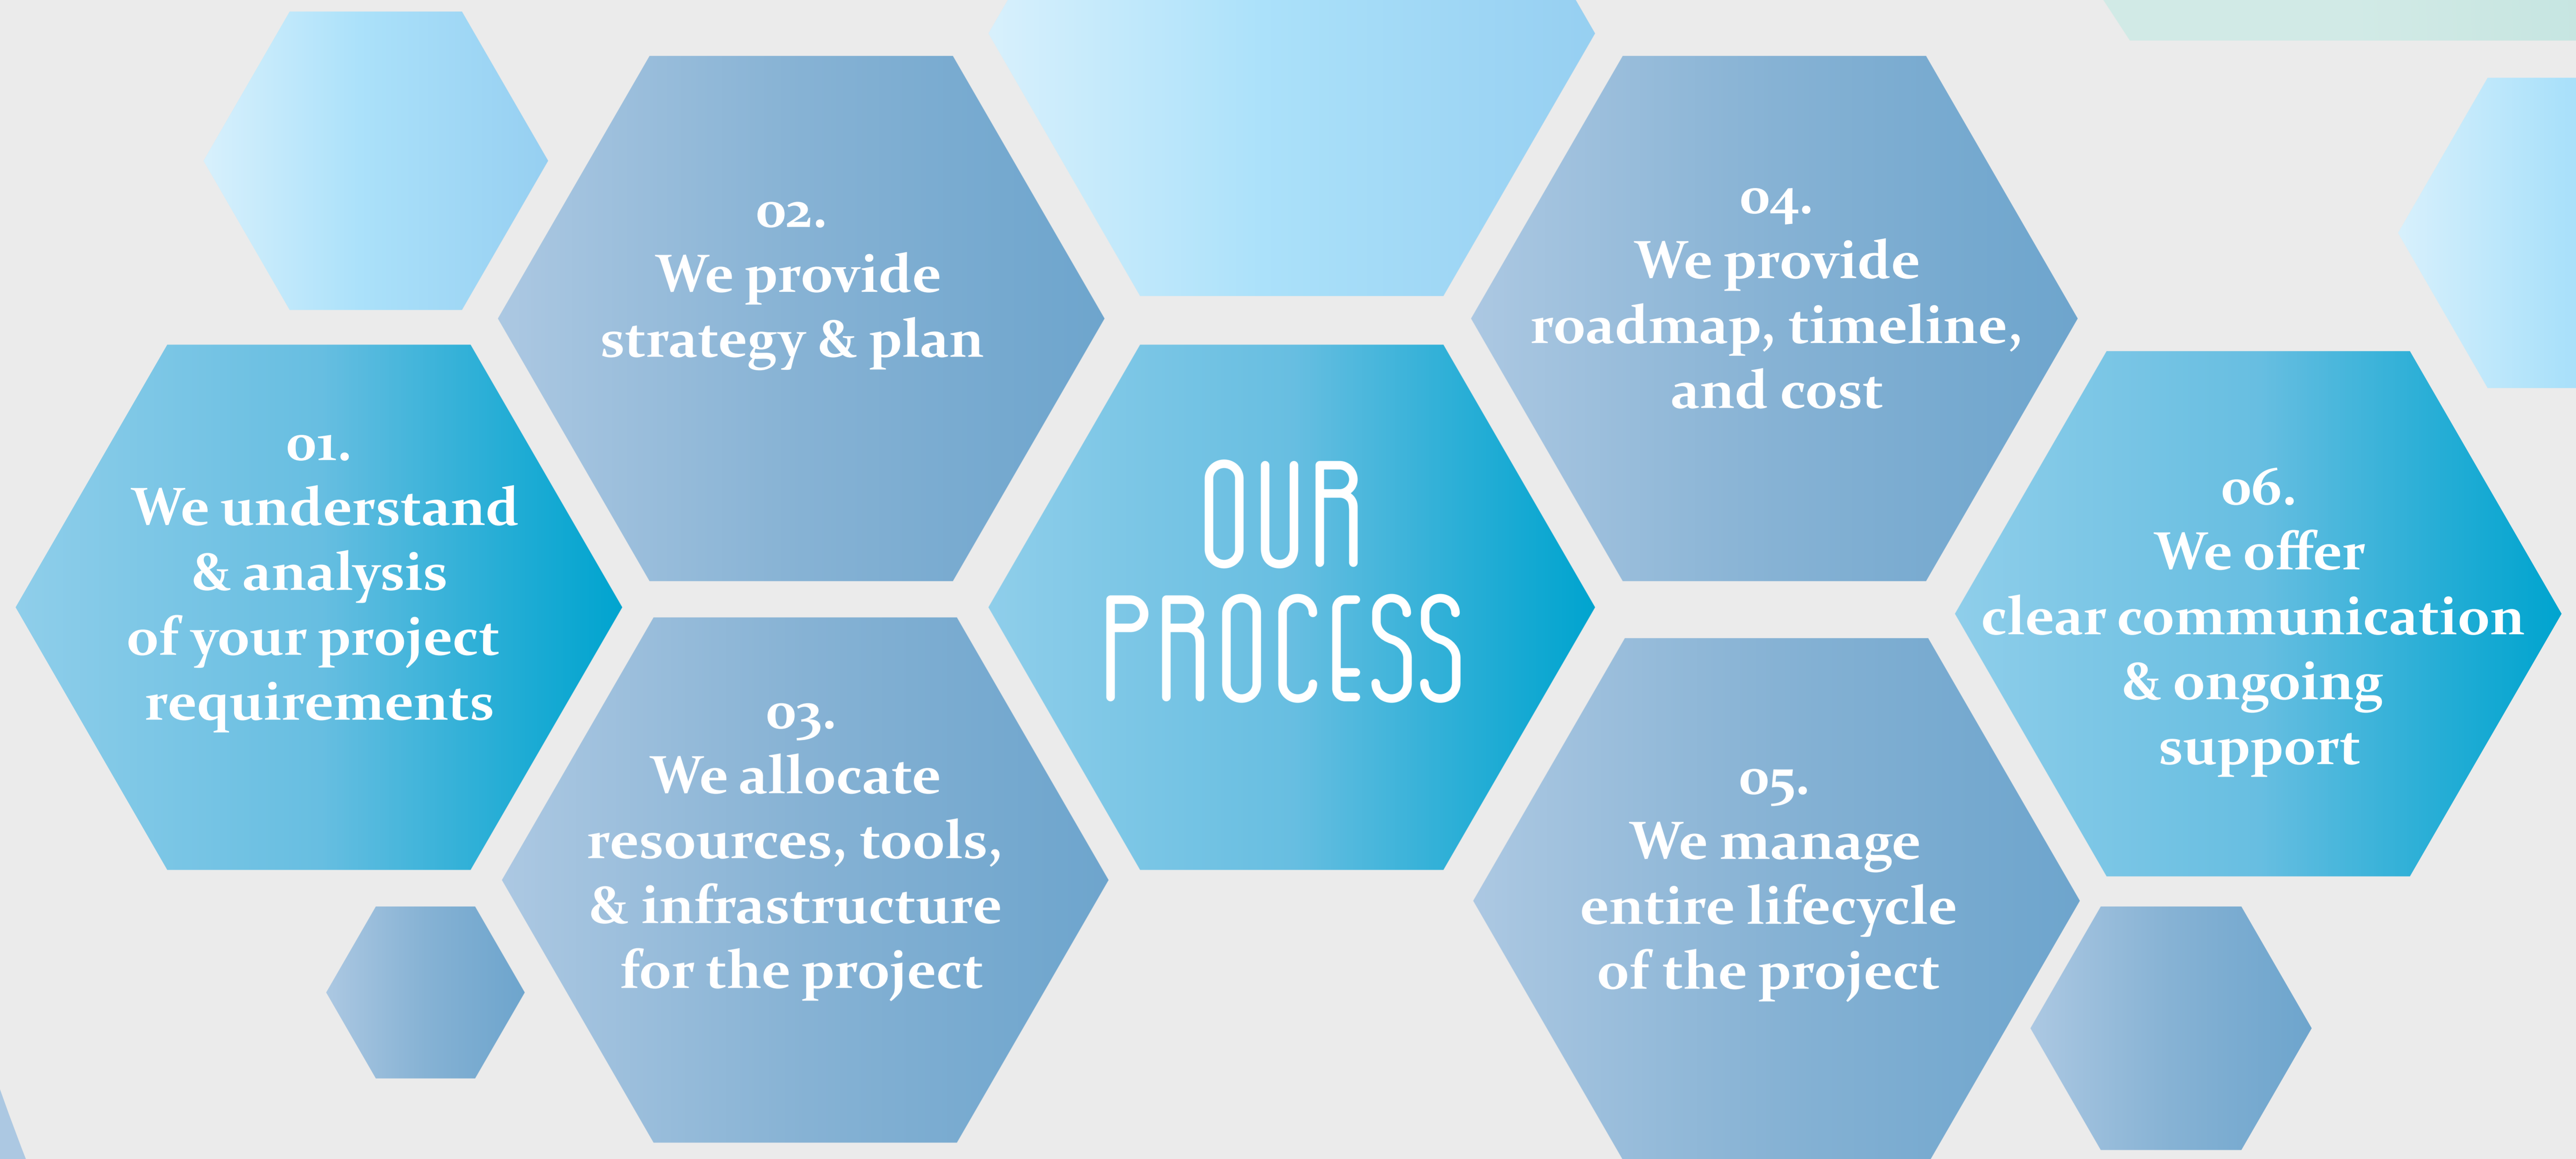 01.
We understand
& analysis
of your project
requirements
02.
We provide
strategy & plan
03.
We allocate
resources, tools,
& infrastructure
for the project
OUR
PROCESS
04.
We provide
roadmap, timeline,
and cost
05.
We manage
entire lifecycle
of the project
06.
We offer
clear communication
& ongoing
support